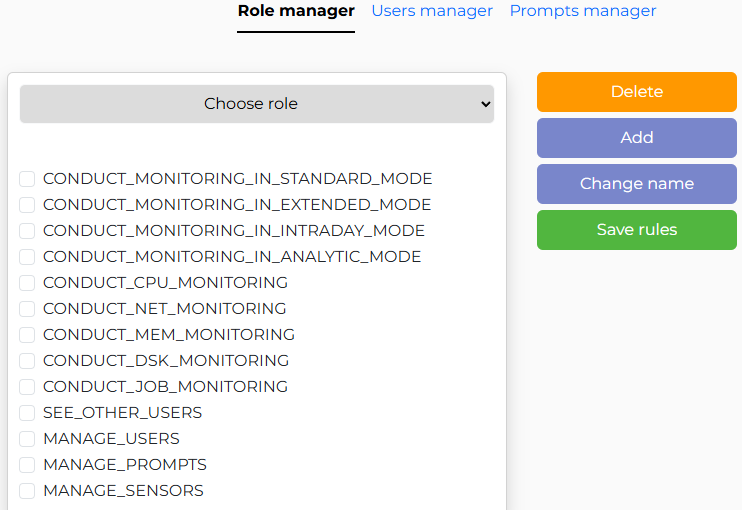 Role manager Users manager Prompts manager
Choose role
CONDUCT_MONITORING_IN_STANDARD_MODE
CONDUCT_MONITORING_IN_EXTENDED_MODE
CONDUCT_MONITORING_IN_INTRADAY_MODE
CONDUCT_MONITORING_IN_ANALYTIC_MODE
CONDUCT_CPU_MONITORING
CONDUCT_NET_MONITORING
CONDUCT_MEM_MONITORING
CONDUCT_DSK_MONITORING
CONDUCT_JOB_MONITORING
SEE_OTHER_USERS
MANAGE_USERS
MANAGE_PROMPTS
MANAGE_SENSORS
Delete
Add
Change name
Save rules